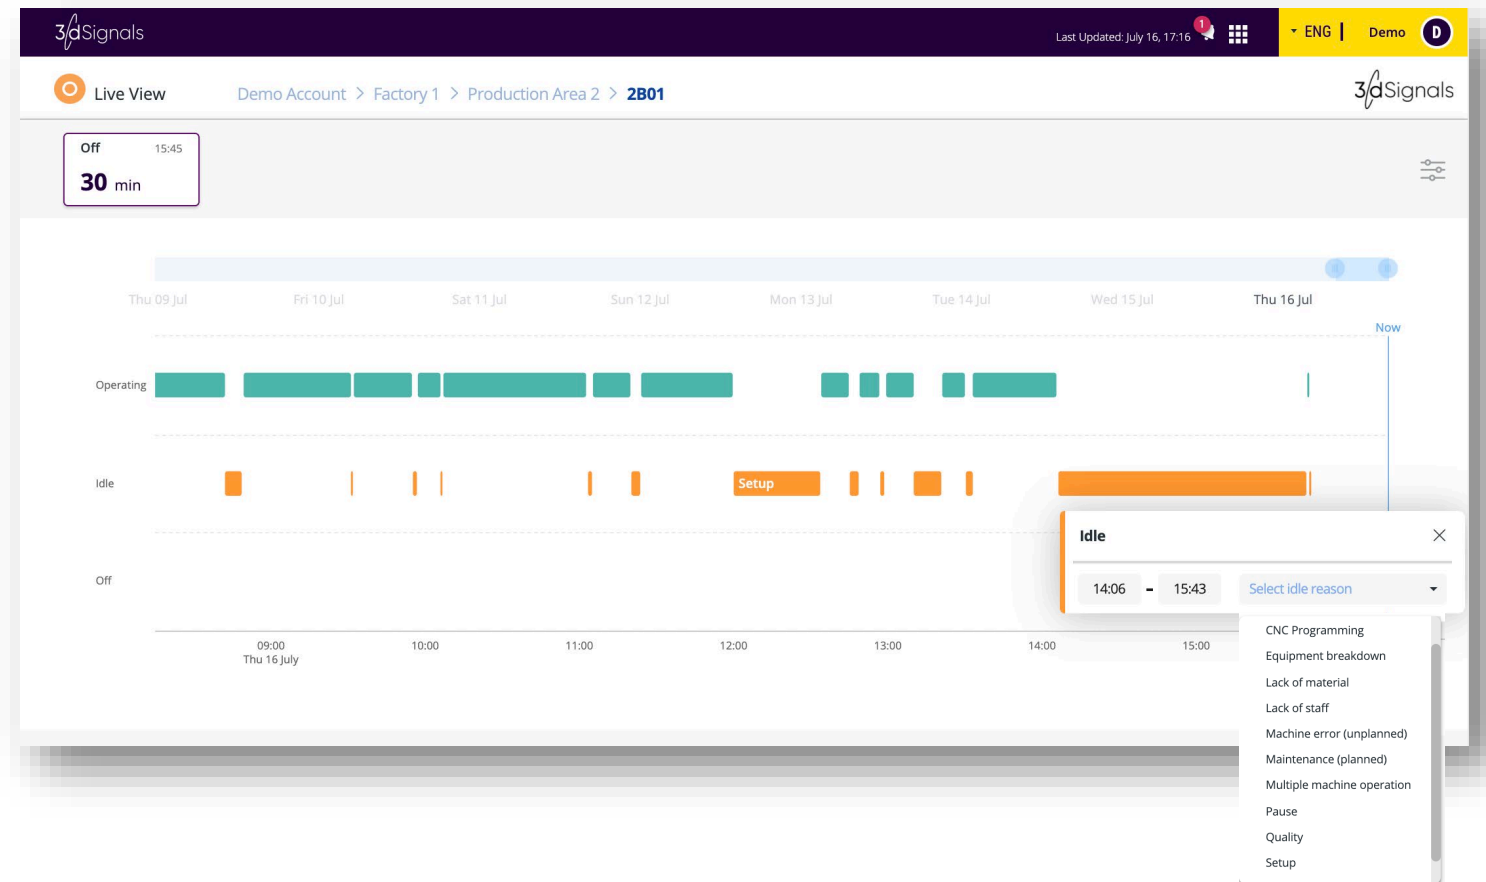 3dSignals
Last Updated: July 16, 17:16
1
ENG
Demo
D
Live View
Demo Account > Factory 1 > Production Area 2 > 2B01
3dSignals
Off 15:45
30 min
Thu 09 Jul Fri 10 Jul Sat 11 Jul Sun 12 Jul Mon 13 Jul Tue 14 Jul Wed 15 Jul Thu 16 Jul
Now
Operating
Idle
Setup
Off
Idle
14:06 - 15:43 Select idle reason
09:00 10:00 11:00 12:00 13:00 14:00 15:00
Thu 16 July
CNC Programming
Equipment breakdown
Lack of material
Lack of staff
Machine error (unplanned)
Maintenance (planned)
Multiple machine operation
Pause
Quality
Setup